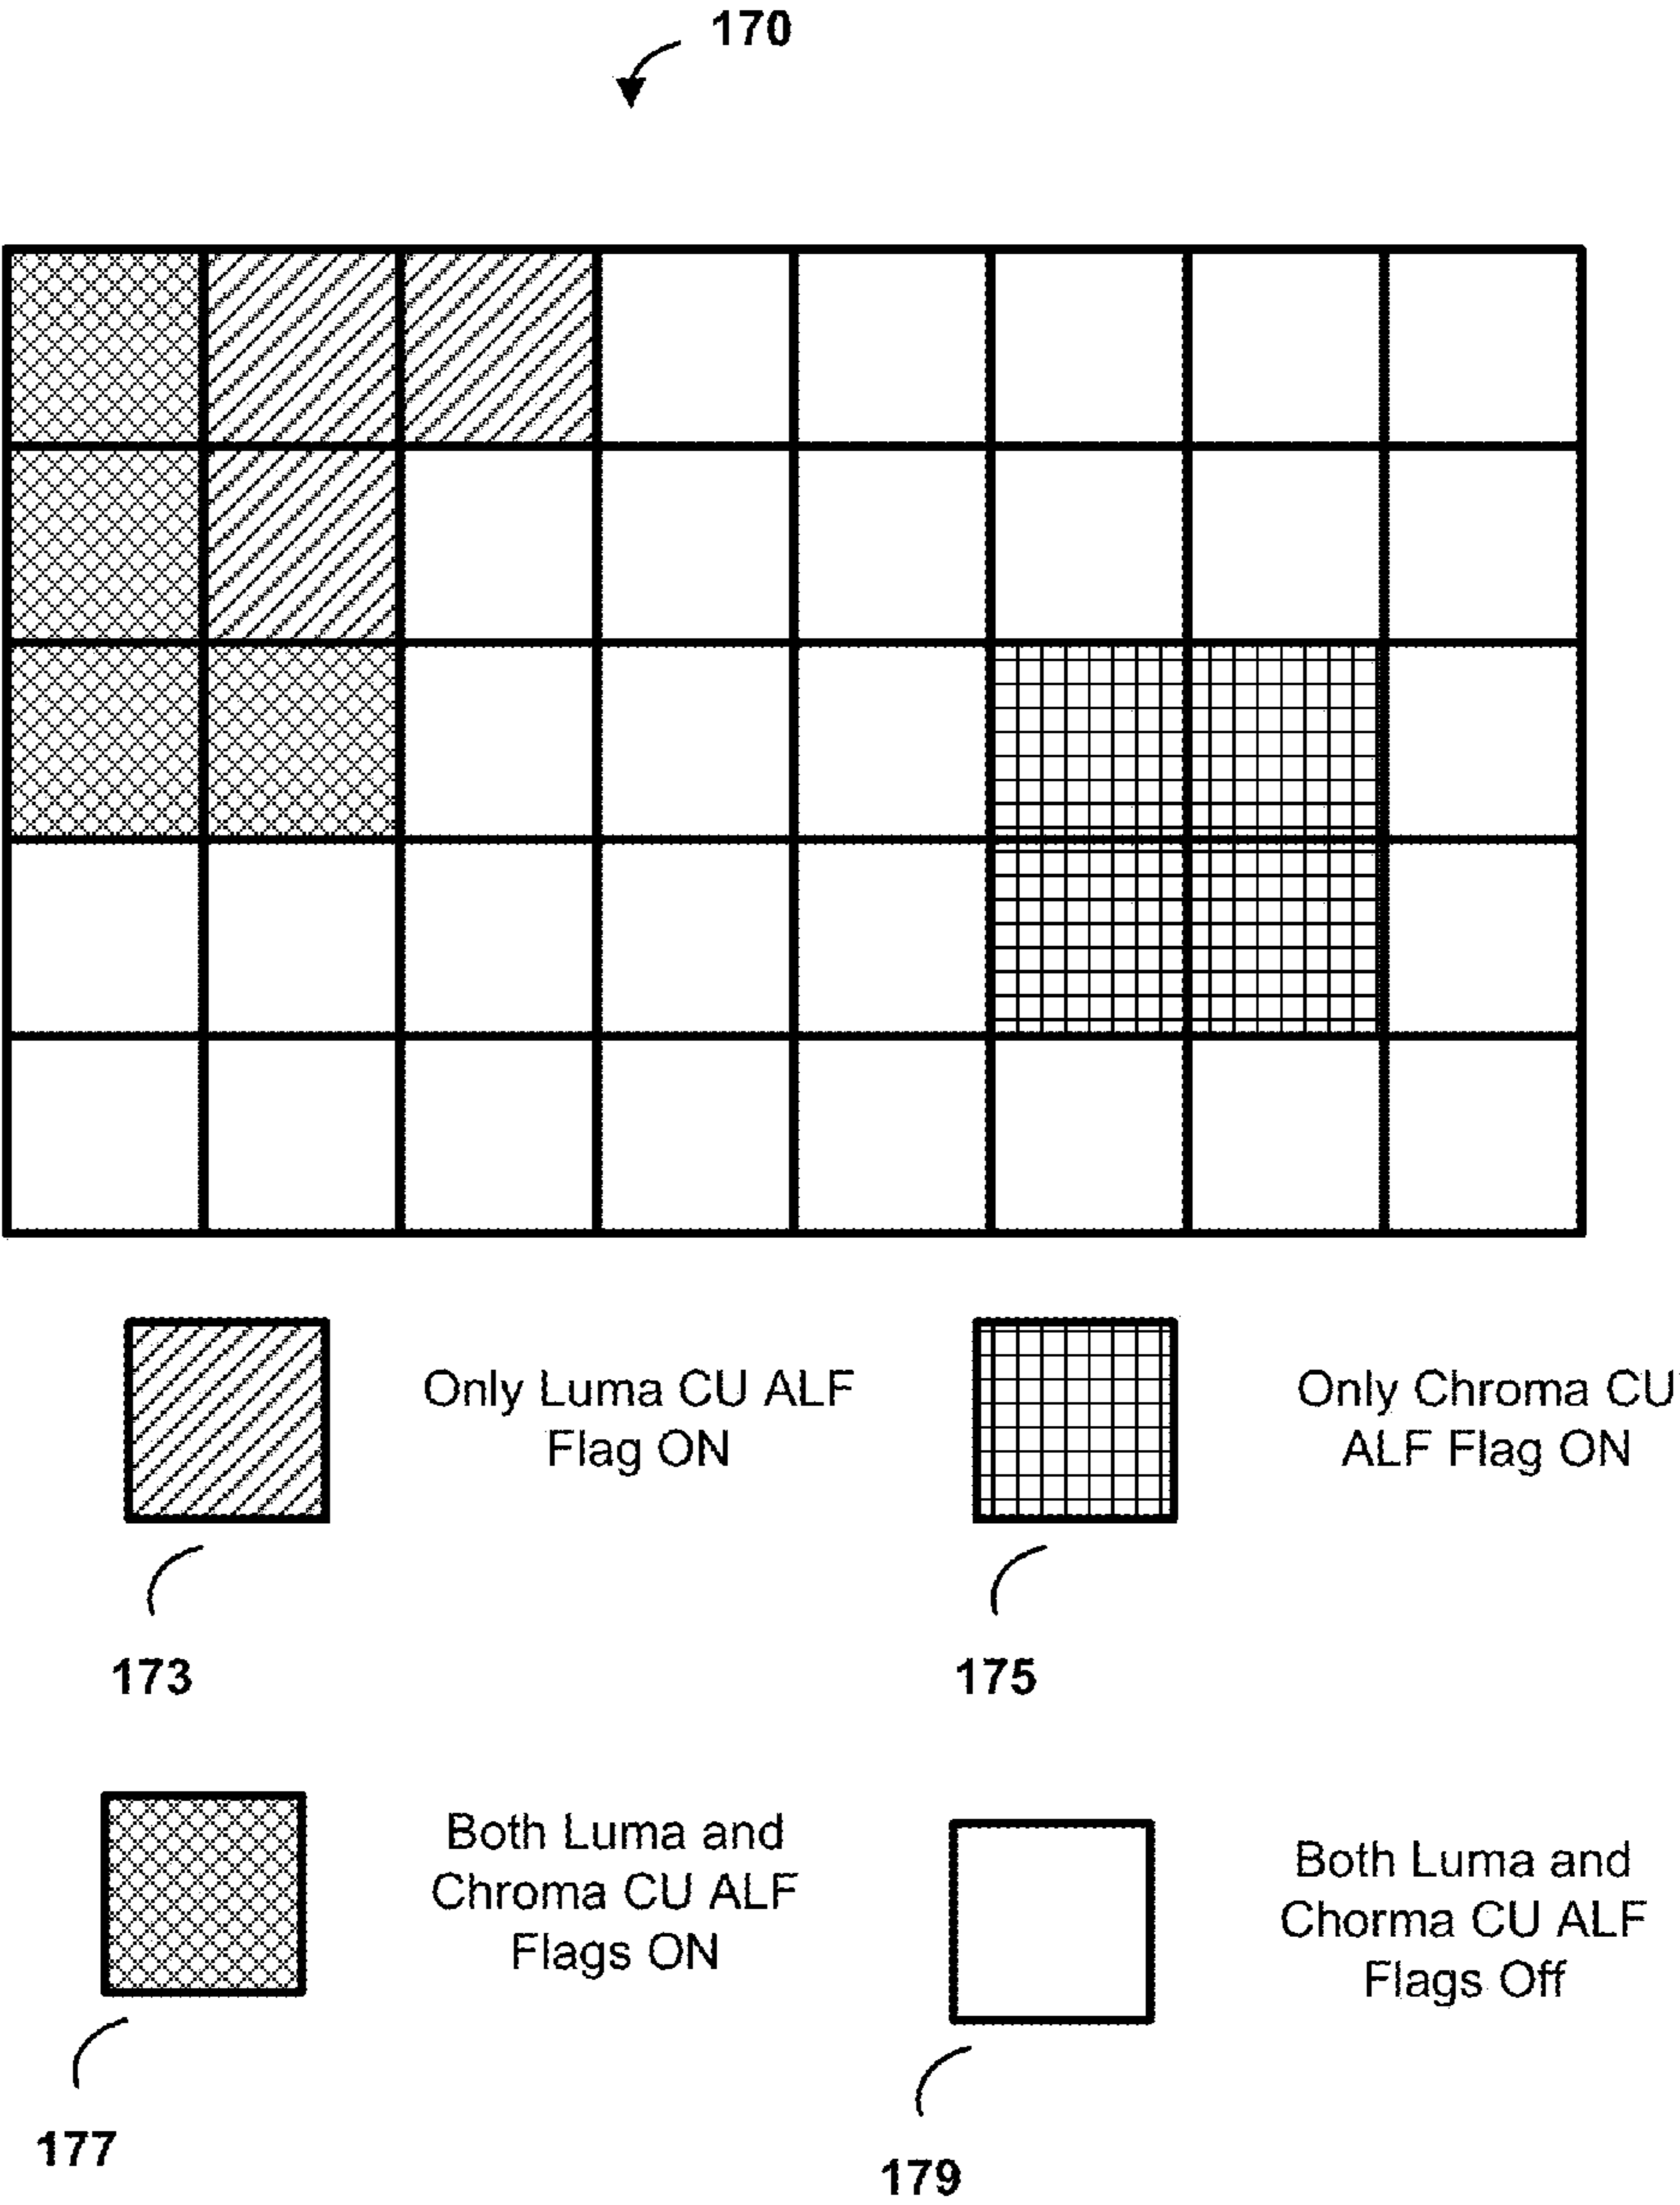 170
Only Luma CU ALF
Flag ON
Only Chroma CU
ALF Flag ON
173
175
Both Luma and
Chroma CU ALF
Flags ON
Both Luma and
Chorma CU ALF
Flags Off
177
179